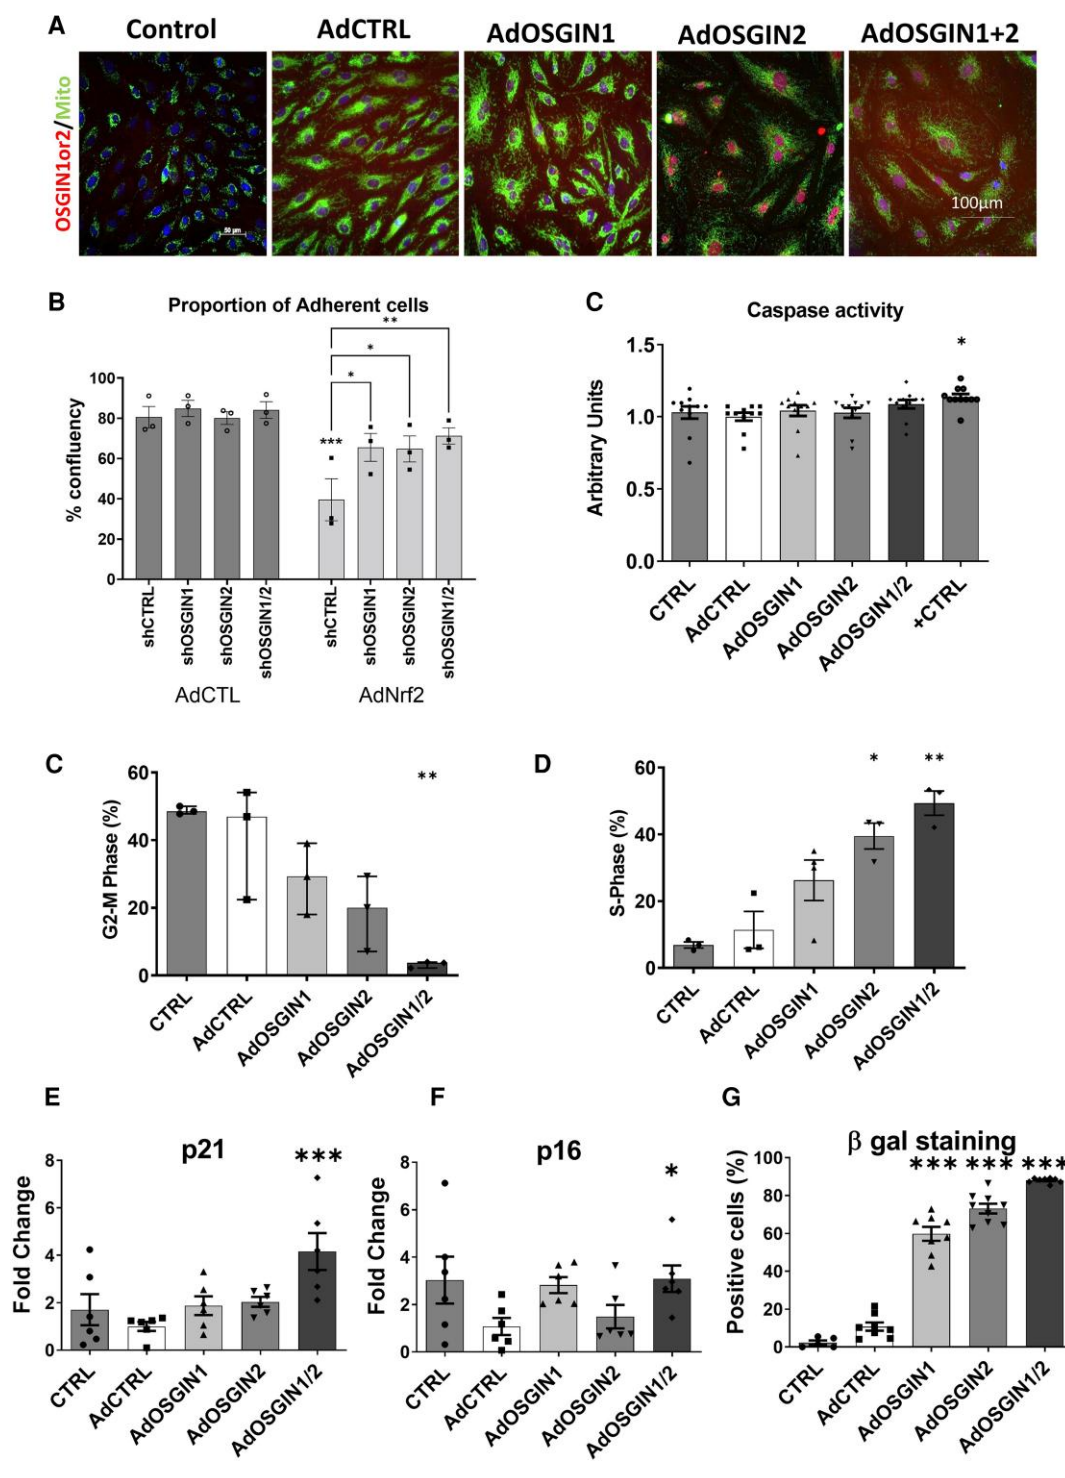 A
Control
AdCTRL
AdOSGIN1
AdOSGIN2
AdOSGIN1+2
OSGIN1or2/Mito
50 µm
100µm
B
Proportion of Adherent cells
**
*
*
***
% confluency
100
80
60
40
20
0
shCTRL
shOSGIN1
shOSGIN2
shOSGIN1/2
shCTRL
shOSGIN1
shOSGIN2
shOSGIN1/2
AdCTL
AdNrf2
C
Caspase activity
*
Arbitrary Units
1.5
1.0
0.5
0.0
CTRL
AdCTRL
AdOSGIN1
AdOSGIN2
AdOSGIN1/2
+CTRL
C
**
G2-M Phase (%)
60
40
20
0
CTRL
AdCTRL
AdOSGIN1
AdOSGIN2
AdOSGIN1/2
D
*
**
S-Phase (%)
60
40
20
0
CTRL
AdCTRL
AdOSGIN1
AdOSGIN2
AdOSGIN1/2
E
p21
***
Fold Change
8
6
4
2
0
CTRL
AdCTRL
AdOSGIN1
AdOSGIN2
AdOSGIN1/2
F
p16
*
Fold Change
8
6
4
2
0
CTRL
AdCTRL
AdOSGIN1
AdOSGIN2
AdOSGIN1/2
G
β gal staining
*** *** ***
Positive cells (%)
100
80
60
40
20
0
CTRL
AdCTRL
AdOSGIN1
AdOSGIN2
AdOSGIN1/2